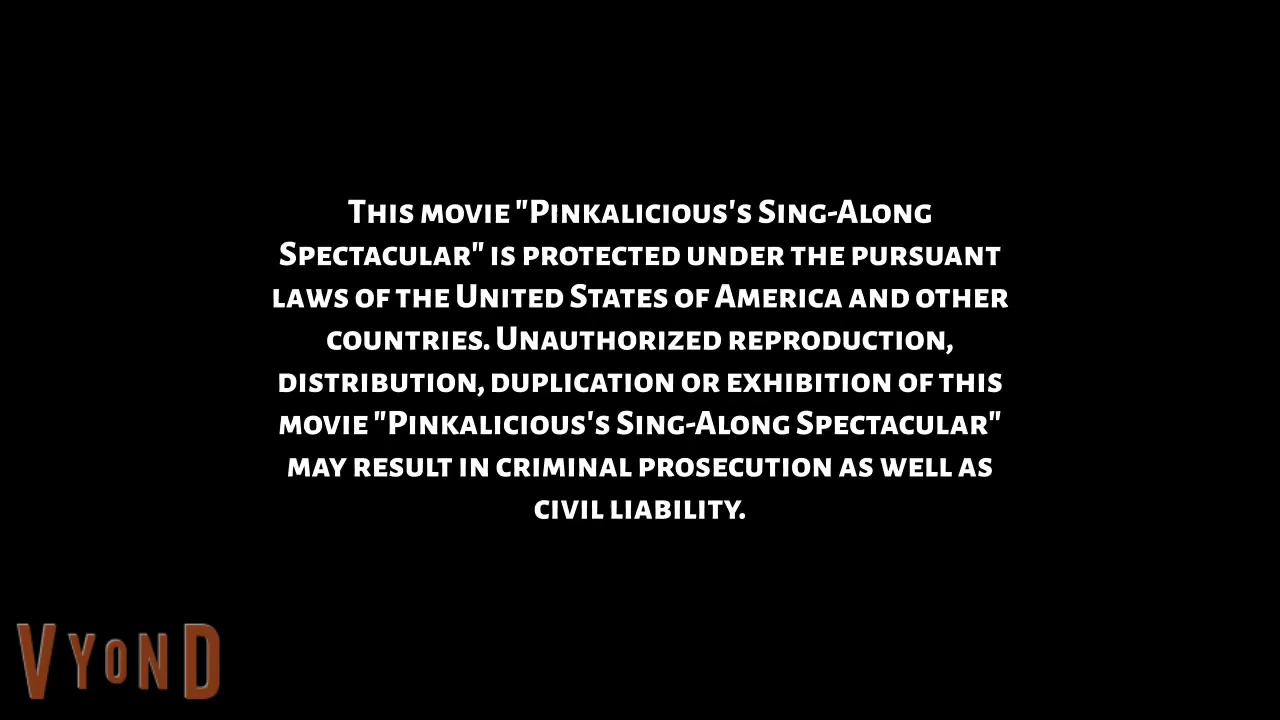 This movie "Pinkalicious's Sing-Along
Spectacular" is protected under the pursuant
laws of the United States of America and other
countries. Unauthorized reproduction,
distribution, duplication or exhibition of this
movie "Pinkalicious's Sing-Along Spectacular"
may result in criminal prosecution as well as
civil liability.
VYOND